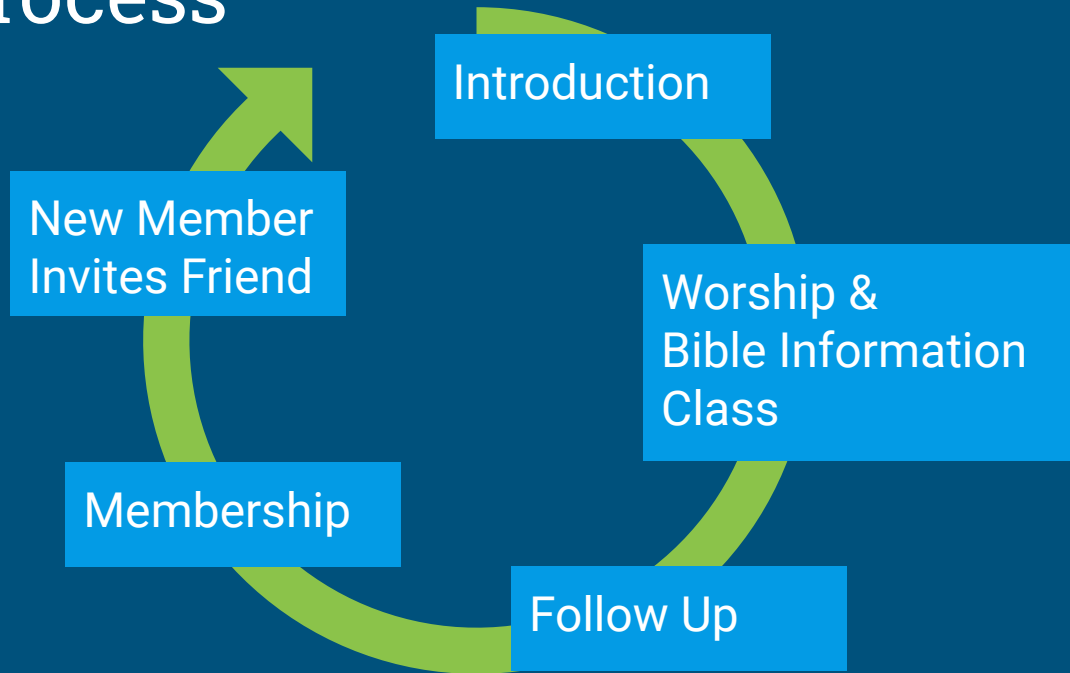 Introduction
Worship &
Bible Information
Class
Follow Up
Membership
New Member
Invites Friend